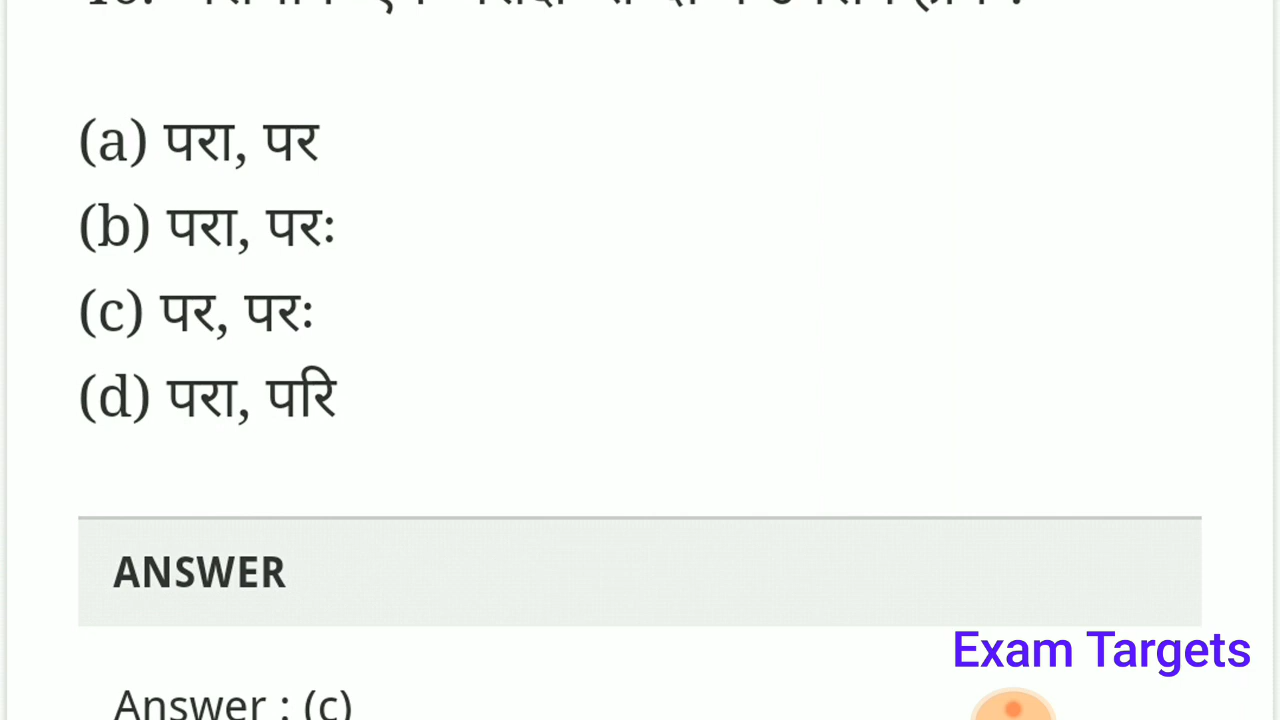 (a) परा, पर
(b) परा, परः
(c) पर, परः
(d) परा, परि
ANSWER
Exam Targets
Answer : (c)